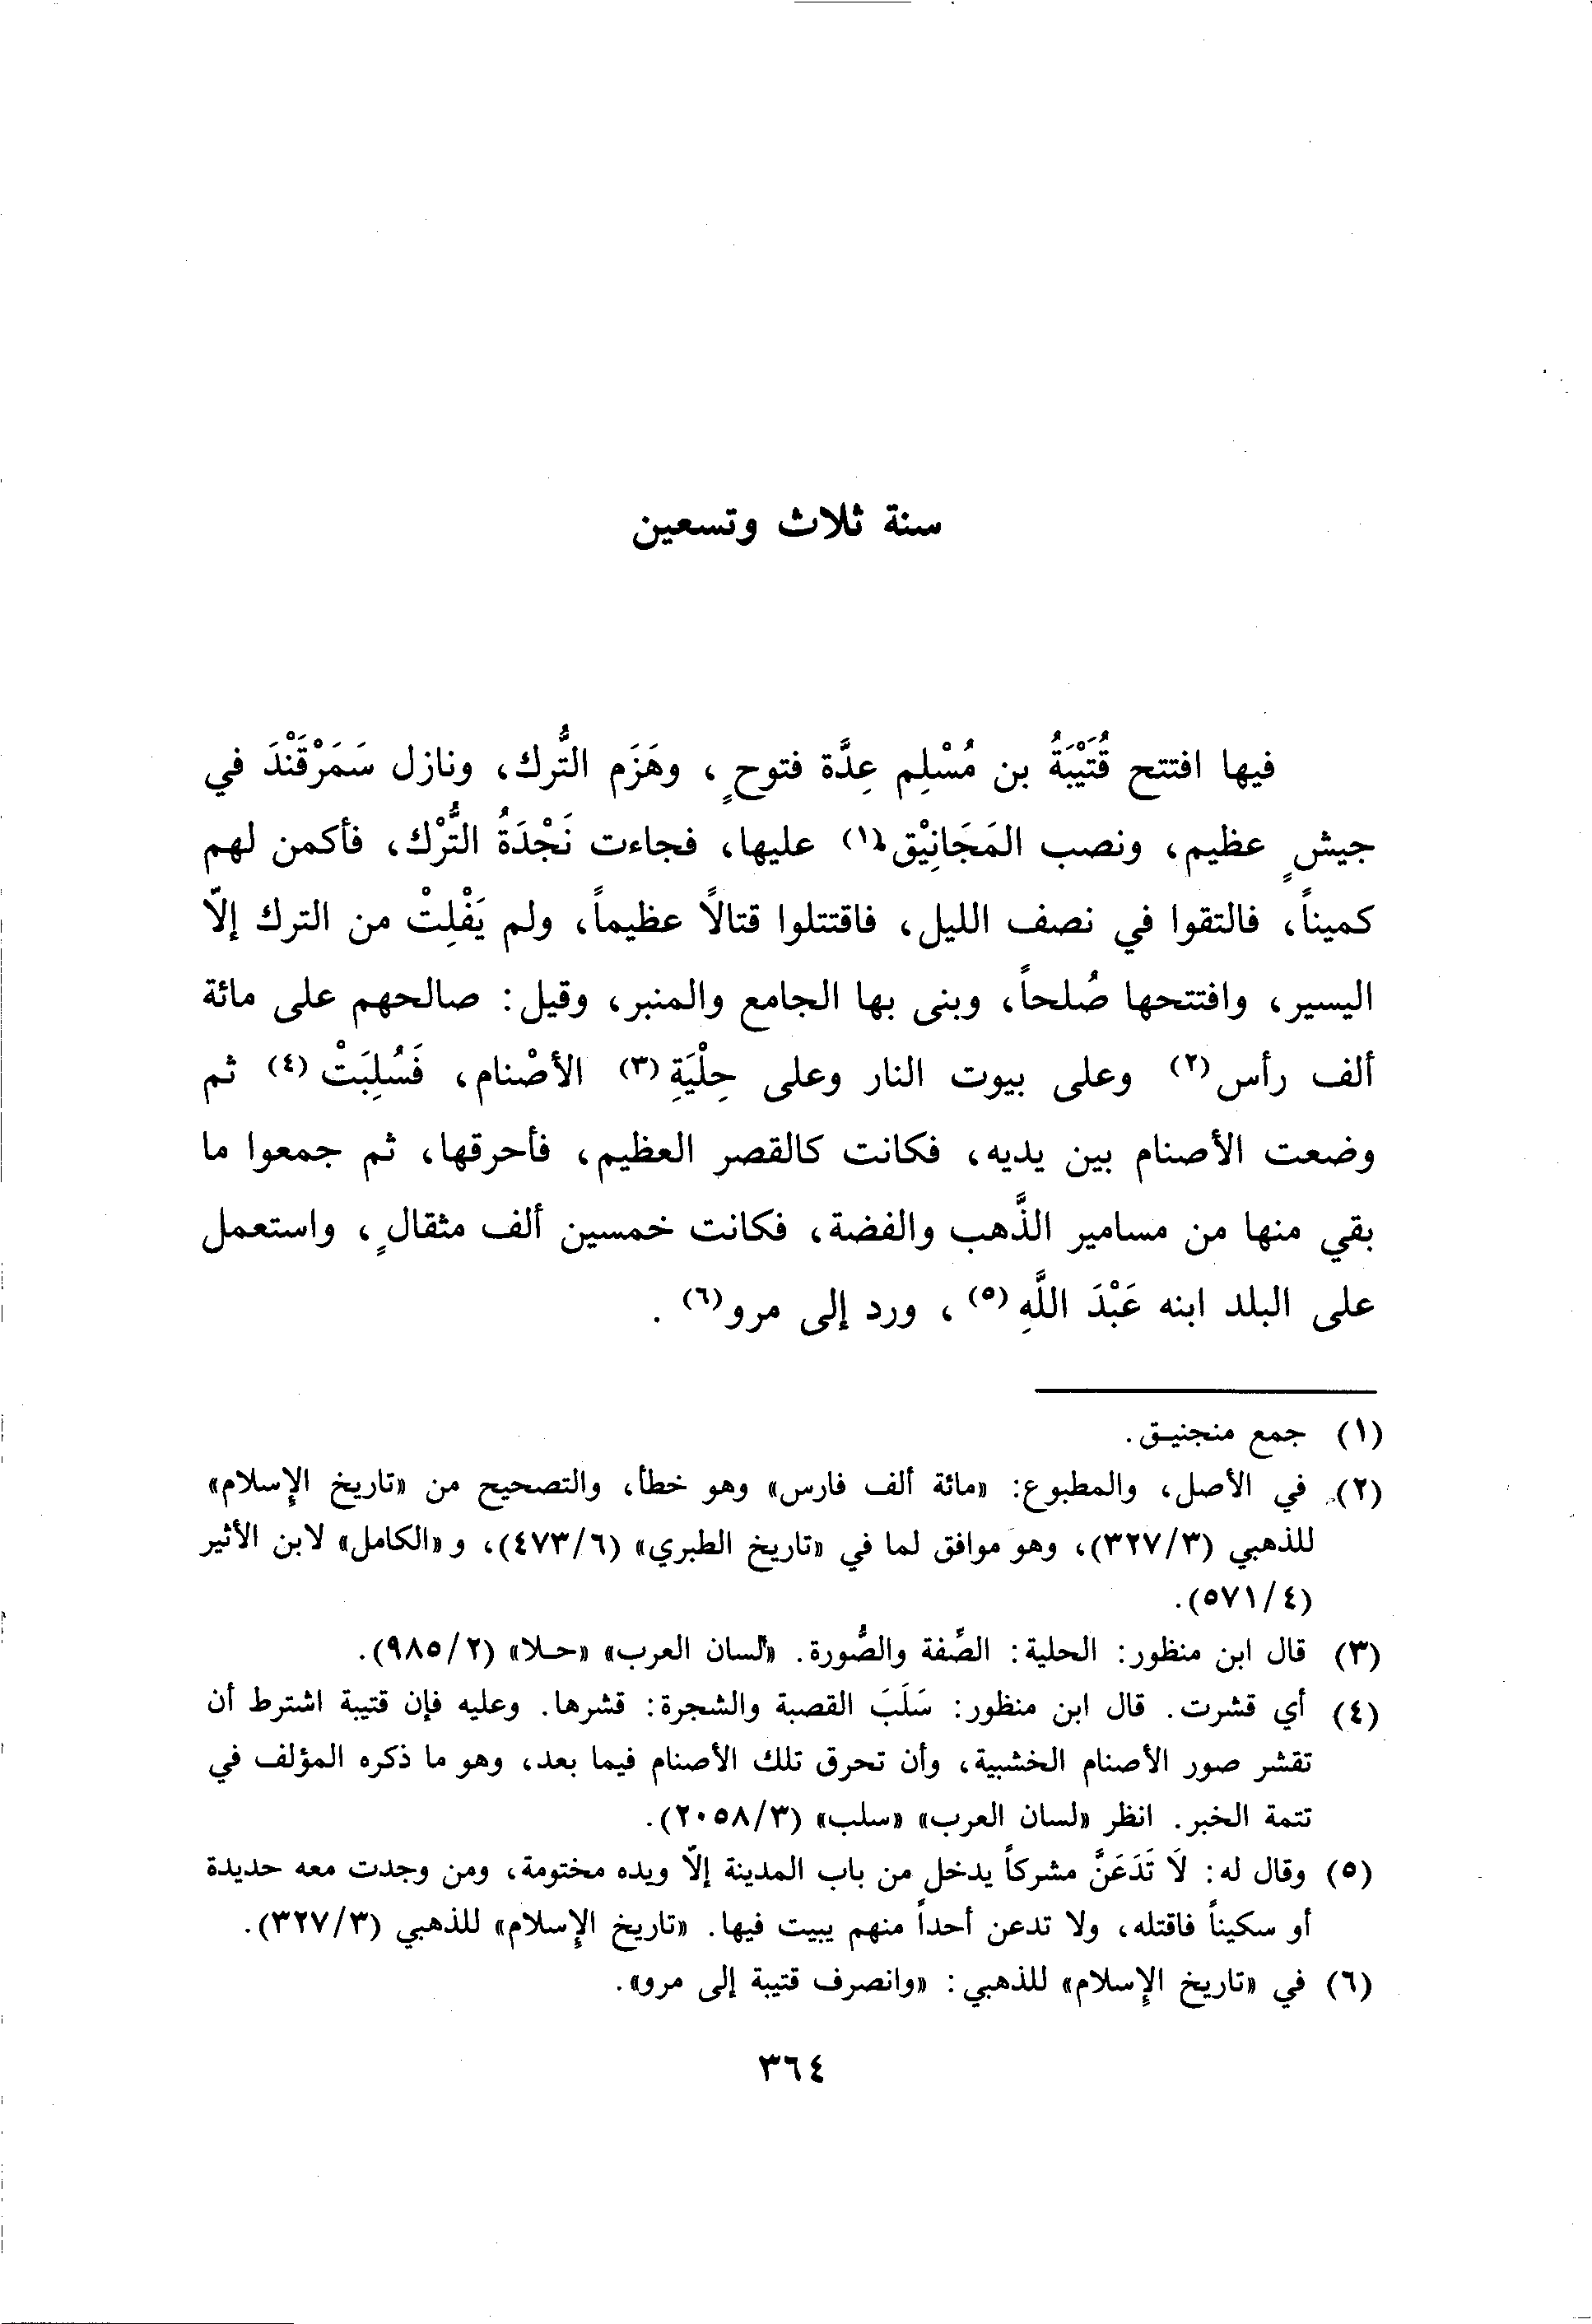 سنة ثلاث وتسعين
فيها افتتح قُتَيْبَةُ بن مُسْلِم عِدَّة فتوحٍ، وهَزَم التُّرك، ونازل سَمَرْقَنْدَ في
جيشٍ عظيم، ونصب المَجَانِيْق(١) عليها، فجاءت نَجْدَةُ التُّرْك، فأكمن لهم
كميناً، فالتقوا في نصف الليل، فاقتتلوا قتالاً عظيماً، ولم يَفْلِتْ من الترك إلّا
اليسير، وافتتحها صُلحاً، وبنى بها الجامع والمنبر، وقيل: صالحهم على مائة
ألف رأس(٢) وعلى بيوت النار وعلى حِلْيَةِ(٣) الأصْنام، فَسُلِبَتْ(٤) ثم
وضعت الأصنام بين يديه، فكانت كالقصر العظيم، فأحرقها، ثم جمعوا ما
بقي منها من مسامير الذَّهب والفضة، فكانت خمسين ألف مثقالٍ، واستعمل
على البلد ابنه عَبْدَ اللَّهِ(٥)، ورد إلى مرو(٦).
(١) جمع منجنيق.
(٢) في الأصل، والمطبوع: «مائة ألف فارس» وهو خطأ، والتصحيح من «تاريخ الإسلام»
للذهبي (٣/٣٢٧)، وهو موافق لما في «تاريخ الطبري» (٦/٤٧٣)، و«الكامل» لابن الأثير
(٤/٥٧١).
(٣) قال ابن منظور: الحلية: الصِّفة والصُّورة. «لسان العرب» «حلا» (٢/٩٨٥).
(٤) أي قشرت. قال ابن منظور: سَلَبَ القصبة والشجرة: قشرها. وعليه فإن قتيبة اشترط أن
تقشر صور الأصنام الخشبية، وأن تحرق تلك الأصنام فيما بعد، وهو ما ذكره المؤلف في
تتمة الخبر. انظر «لسان العرب» «سلب» (٣/٢٠٥٨).
(٥) وقال له: لَا تَدَعَنَّ مشركاً يدخل من باب المدينة إلّا ويده مختومة، ومن وجدت معه حديدة
أو سكيناً فاقتله، ولا تدعن أحداً منهم يبيت فيها. «تاريخ الإسلام» للذهبي (٣/٣٢٧).
(٦) في «تاريخ الإسلام» للذهبي: «وانصرف قتيبة إلى مرو».
٣٦٤